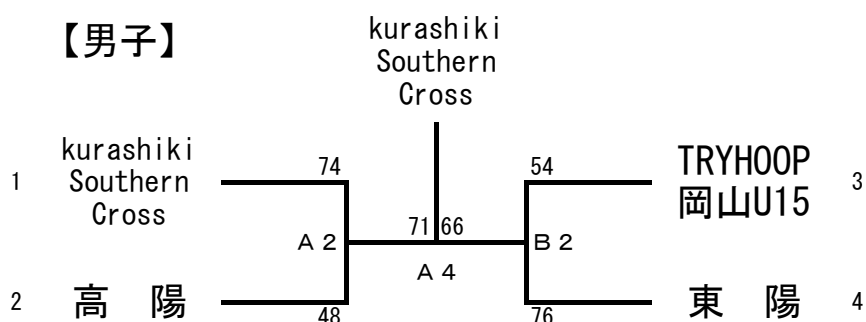 【男子】
kurashiki
Southern
Cross
1
kurashiki
Southern
Cross
74
54
TRYHOOP
岡山U15
3
A 2
71
66
B 2
A 4
2
高 陽
48
76
東 陽
4